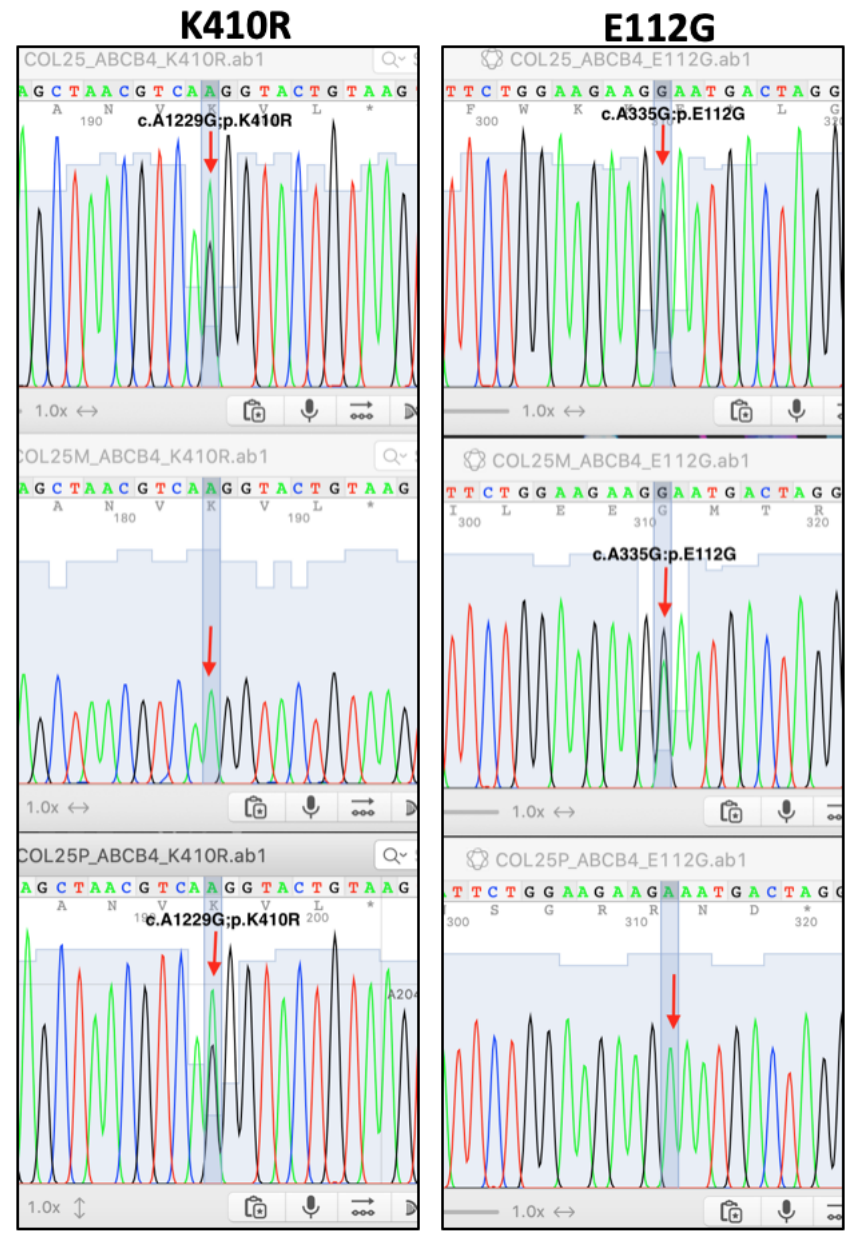 K410R
COL25_ABCB4_K410R.ab1
A G C T A A C G T C A A G G T A C T G T A A G
A N V K V L *
190
c.A1229G;p.K410R
1.0x
COL25M_ABCB4_K410R.ab1
A G C T A A C G T C A A G G T A C T G T A A G
A N V K V L *
180 190
1.0x
COL25P_ABCB4_K410R.ab1
A G C T A A C G T C A A G G T A C T G T A A G
A N V K V L *
190 200
c.A1229G;p.K410R
A204
1.0x
E112G
COL25_ABCB4_E112G.ab1
T T C T G G A A G A A G G A A T G A C T A G G
F W K K E * L G
300 310 320
c.A335G;p.E112G
1.0x
COL25M_ABCB4_E112G.ab1
T T C T G G A A G A A G G A A T G A C T A G G
I L E E G M T R
300 310 320
c.A335G:p.E112G
1.0x
COL25P_ABCB4_E112G.ab1
T T C T G G A A G A A G A A A T G A C T A G G
S G R R N D *
300 310 320
1.0x